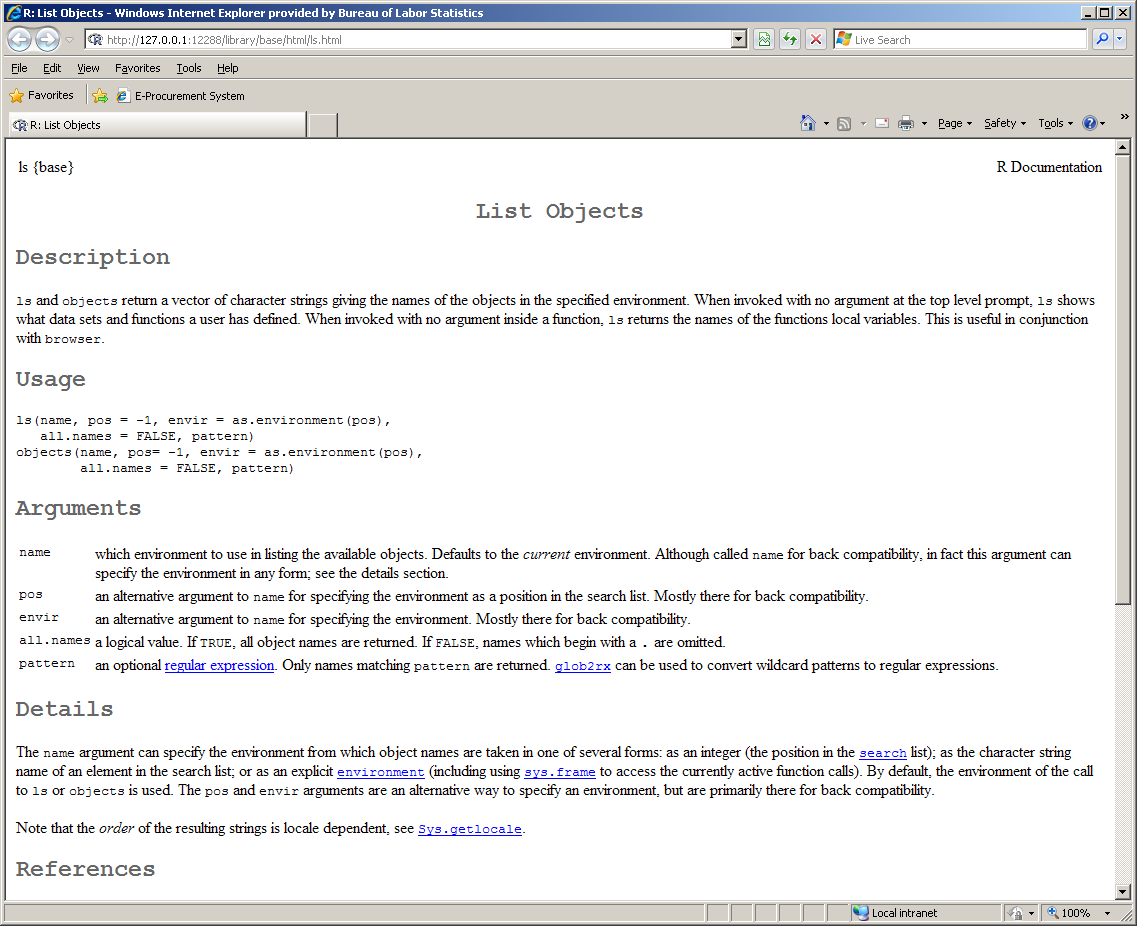 R: List Objects - Windows Internet Explorer provided by Bureau of Labor Statistics
http://127.0.0.1:12288/library/base/html/ls.html
Live Search
File Edit View Favorites Tools Help
Favorites E-Procurement System
R: List Objects
Page Safety Tools »
ls {base} R Documentation
List Objects
Description
ls and objects return a vector of character strings giving the names of the objects in the specified environment. When invoked with no argument at the top level prompt, ls shows
what data sets and functions a user has defined. When invoked with no argument inside a function, ls returns the names of the functions local variables. This is useful in conjunction
with browser.
Usage
ls(name, pos = -1, envir = as.environment(pos),
   all.names = FALSE, pattern)
objects(name, pos= -1, envir = as.environment(pos),
        all.names = FALSE, pattern)
Arguments
name which environment to use in listing the available objects. Defaults to the current environment. Although called name for back compatibility, in fact this argument can
specify the environment in any form; see the details section.
pos an alternative argument to name for specifying the environment as a position in the search list. Mostly there for back compatibility.
envir an alternative argument to name for specifying the environment. Mostly there for back compatibility.
all.names a logical value. If TRUE, all object names are returned. If FALSE, names which begin with a . are omitted.
pattern an optional regular expression. Only names matching pattern are returned. glob2rx can be used to convert wildcard patterns to regular expressions.
Details
The name argument can specify the environment from which object names are taken in one of several forms: as an integer (the position in the search list); as the character string
name of an element in the search list; or as an explicit environment (including using sys.frame to access the currently active function calls). By default, the environment of the call
to ls or objects is used. The pos and envir arguments are an alternative way to specify an environment, but are primarily there for back compatibility.
Note that the order of the resulting strings is locale dependent, see Sys.getlocale.
References
Local intranet 100%